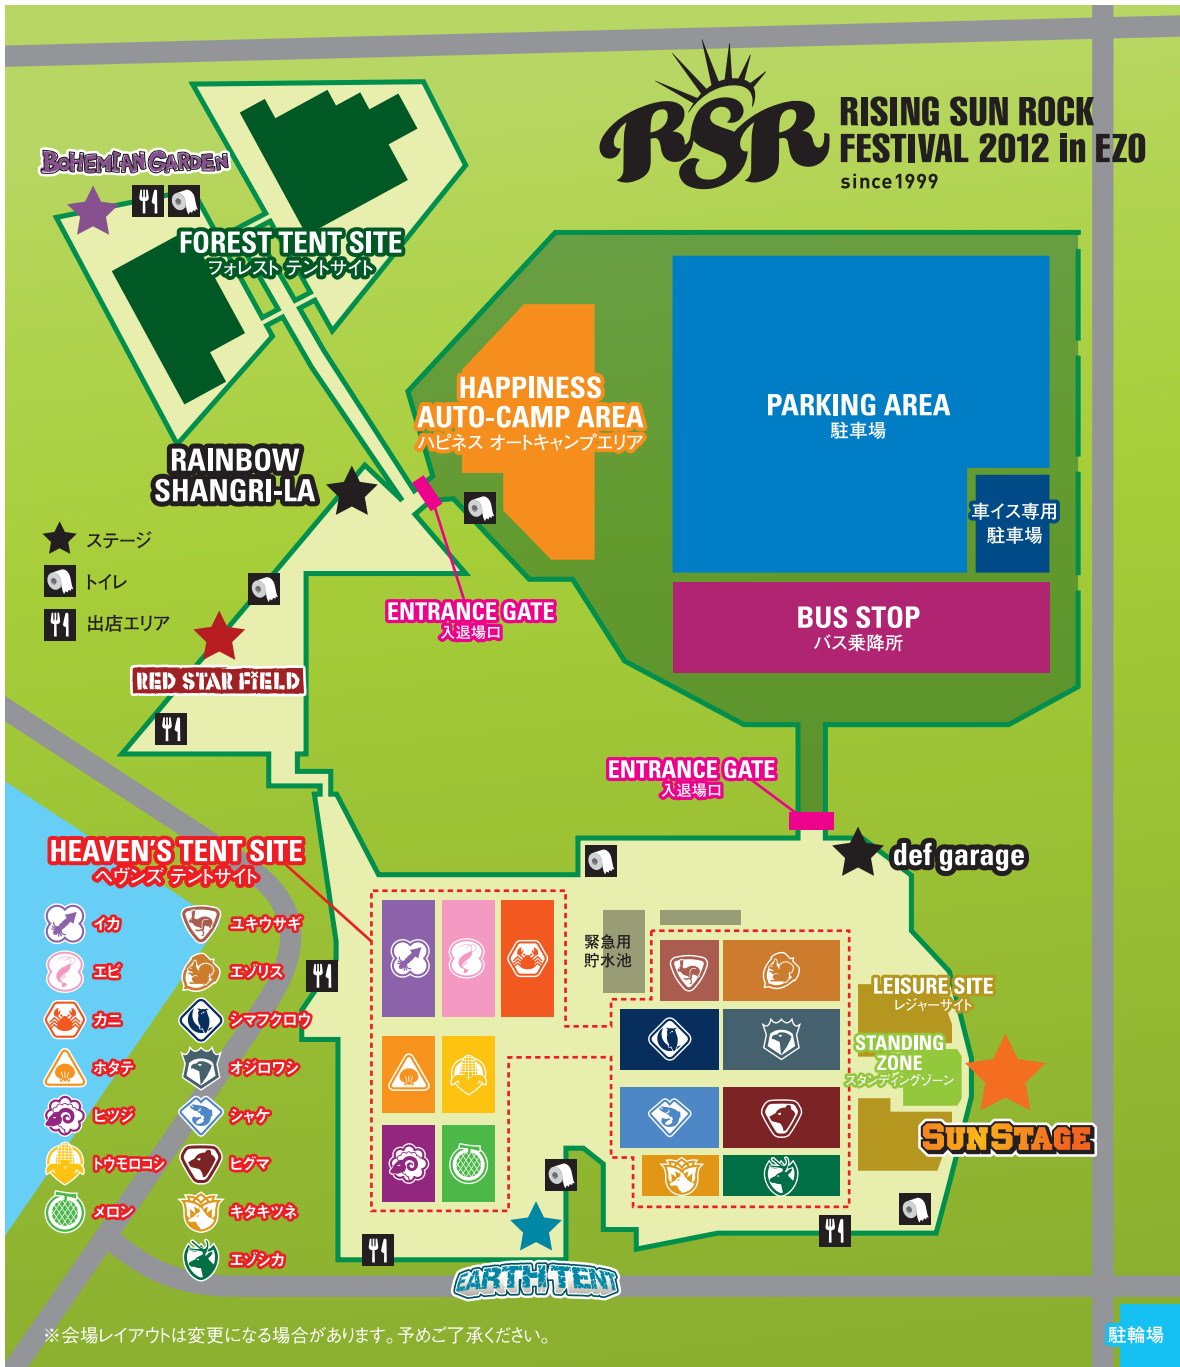 RSR
RISING SUN ROCK
FESTIVAL 2012 in EZO
since1999
BOHEMIAN GARDEN
FOREST TENT SITE
フォレスト テントサイト
HAPPINESS
AUTO-CAMP AREA
ハピネス オートキャンプエリア
PARKING AREA
駐車場
車イス専用
駐車場
BUS STOP
バス乗降所
RAINBOW
SHANGRI-LA
ステージ
トイレ
出店エリア
ENTRANCE GATE
入退場口
RED STAR FiELD
ENTRANCE GATE
入退場口
def garage
HEAVEN'S TENT SITE
ヘヴンズ テントサイト
イカ
エビ
カニ
ホタテ
ヒツジ
トウモロコシ
メロン
ユキウサギ
エゾリス
シマフクロウ
オジロワシ
シャケ
ヒグマ
キタキツネ
エゾシカ
緊急用
貯水池
LEISURE SITE
レジャーサイト
STANDING
ZONE
スタンディングゾーン
SUNSTAGE
EARTH TENT
※会場レイアウトは変更になる場合があります。予めご了承ください。
駐輪場